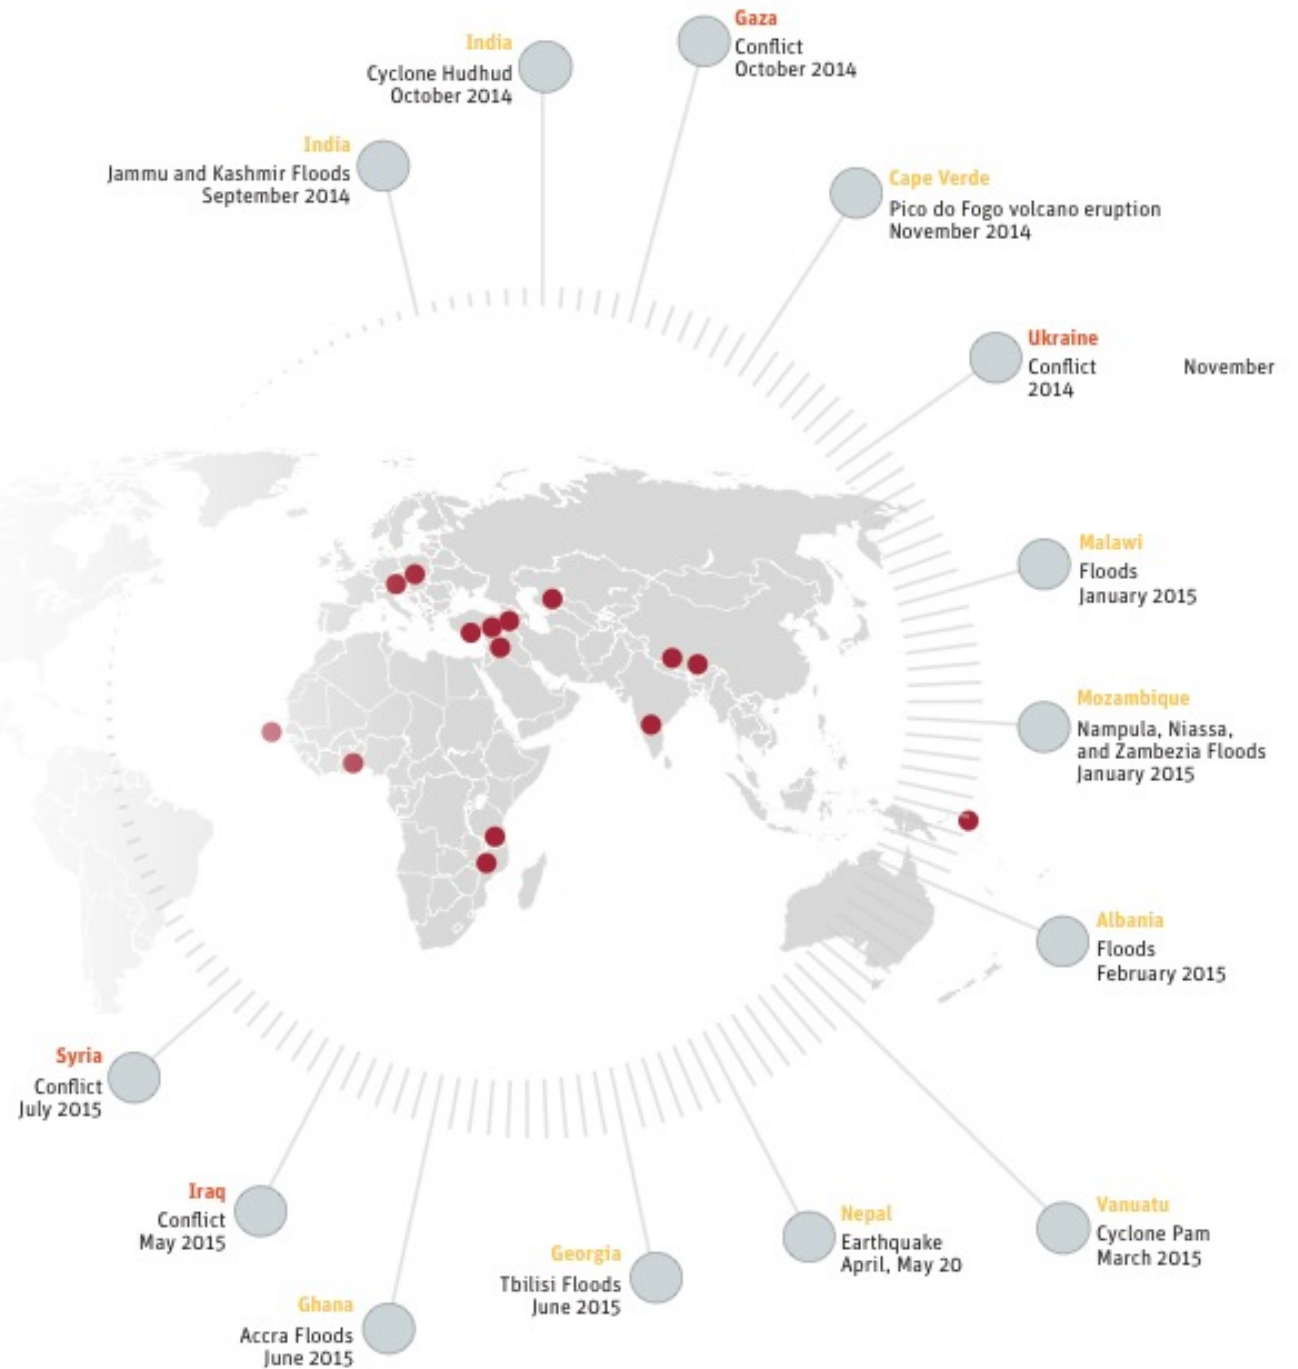 Gaza
Conflict
October 2014
India
Cyclone Hudhud
October 2014
India
Jammu and Kashmir Floods
September 2014
Cape Verde
Pico do Fogo volcano eruption
November 2014
Ukraine
Conflict November
2014
Malawi
Floods
January 2015
Mozambique
Nampula, Niassa,
and Zambezia Floods
January 2015
Albania
Floods
February 2015
Vanuatu
Cyclone Pam
March 2015
Nepal
Earthquake
April, May 20
Georgia
Tbilisi Floods
June 2015
Ghana
Accra Floods
June 2015
Iraq
Conflict
May 2015
Syria
Conflict
July 2015